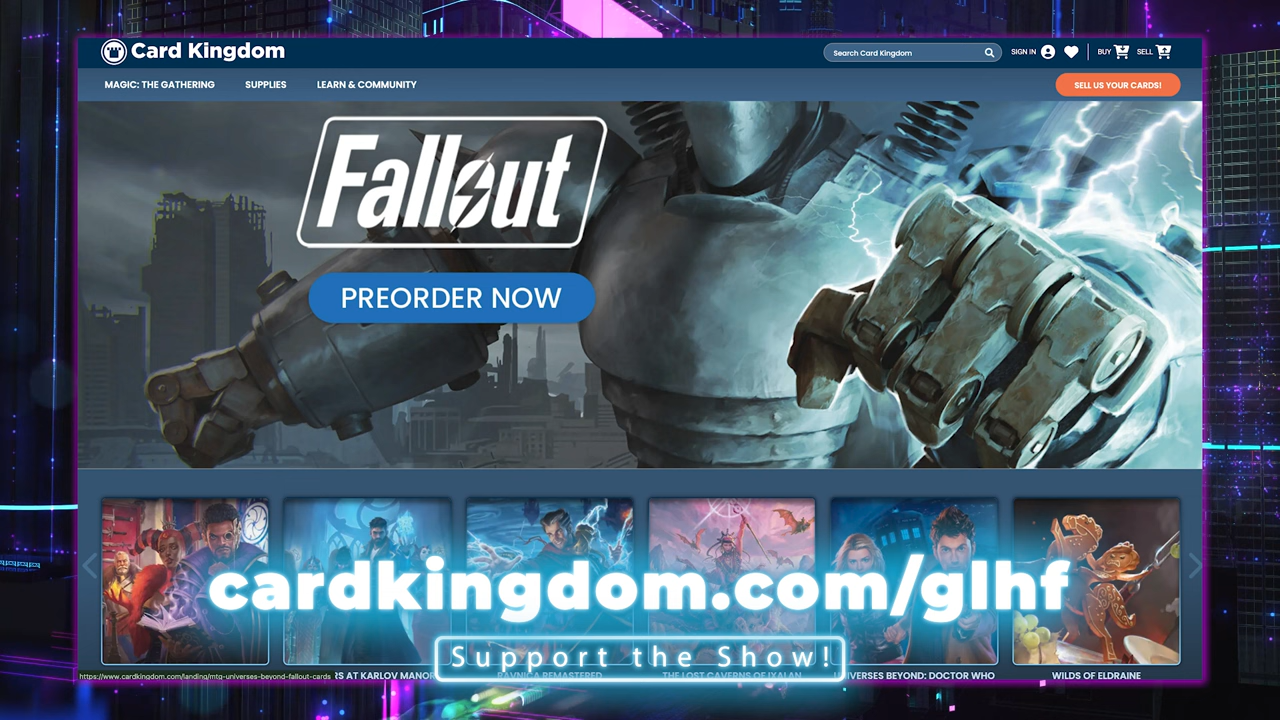 Card Kingdom
Search Card Kingdom
SIGN IN
BUY
SELL
MAGIC: THE GATHERING
SUPPLIES
LEARN & COMMUNITY
SELL US YOUR CARDS!
Fallout
PREORDER NOW
cardkingdom.com/glhf
Support the Show!
https://www.cardkingdom.com/landing/mtg-universes-beyond-fallout-cards
RS AT KARLOV MANOR
RAVNICA REMASTERED
THE LOST CAVERNS OF IXALAN
UNIVERSES BEYOND: DOCTOR WHO
WILDS OF ELDRAINE